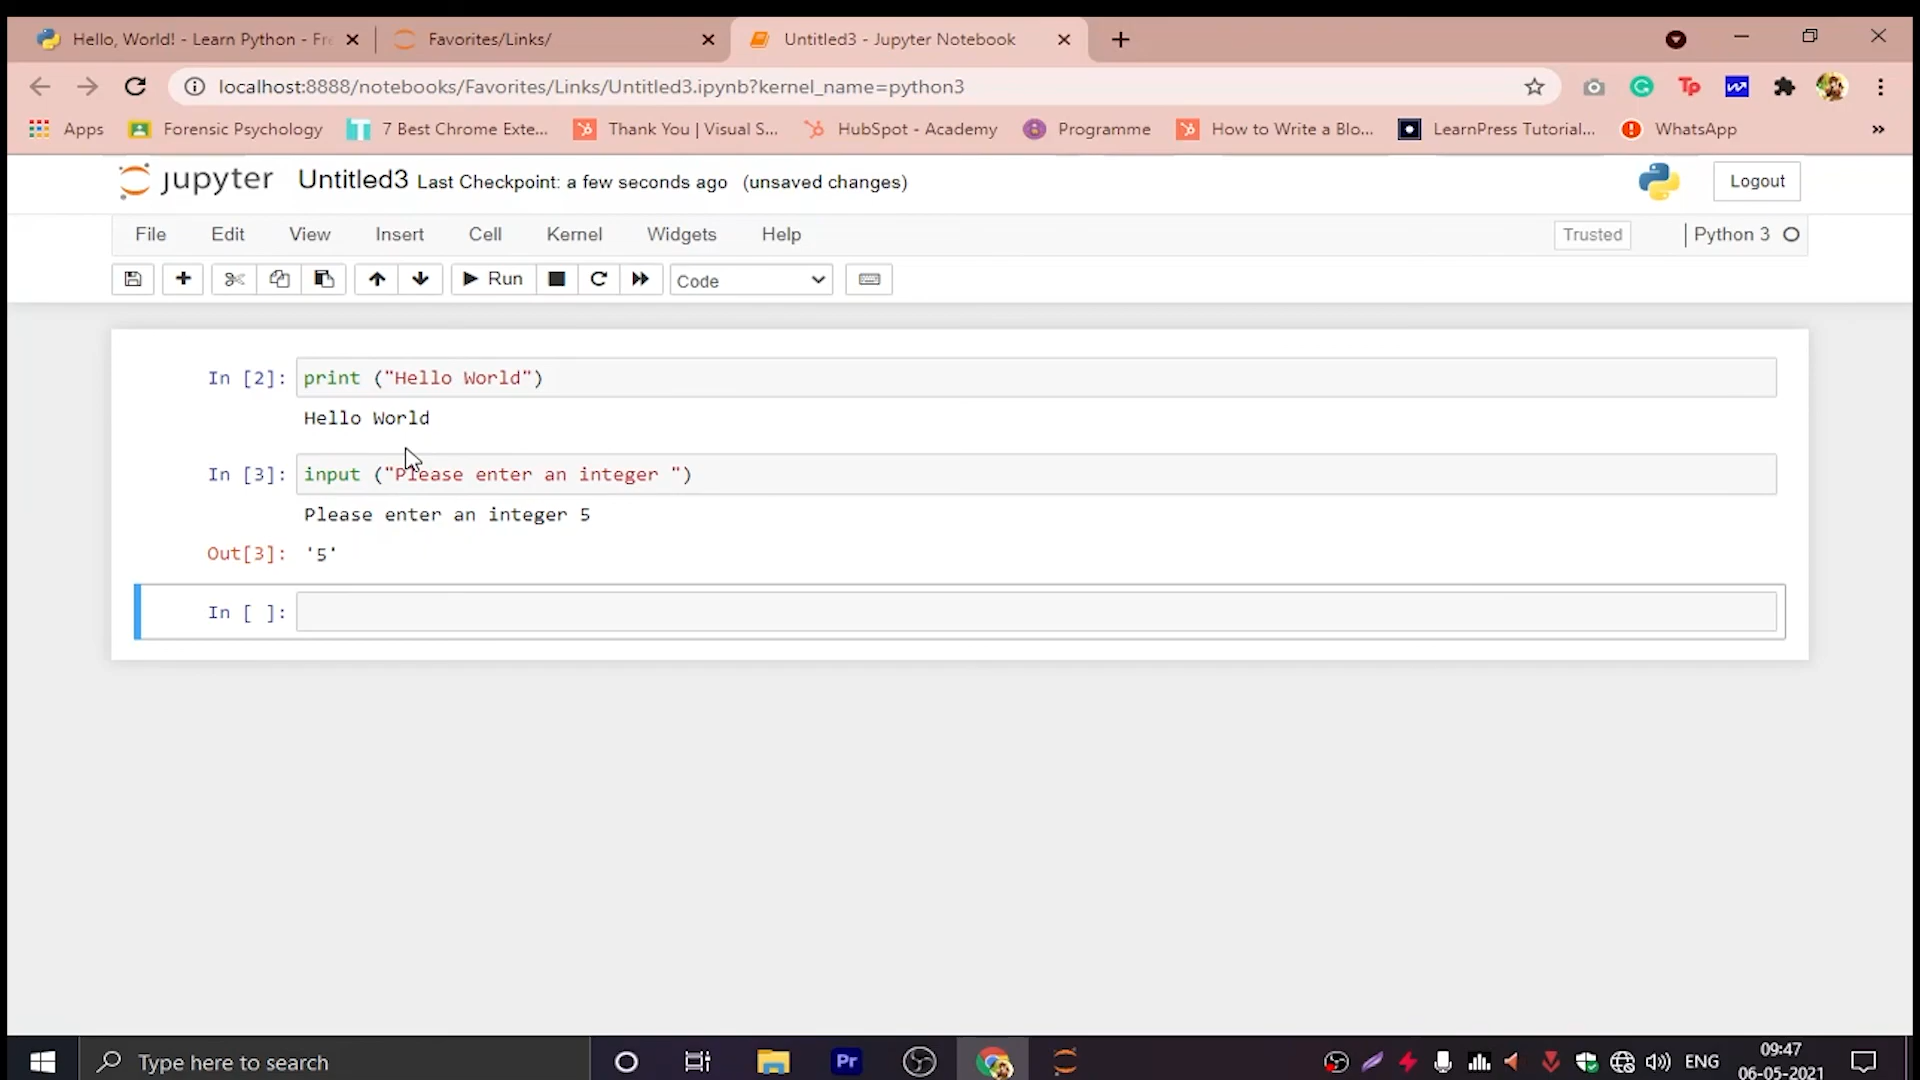 Hello, World! - Learn Python - Fre
Favorites/Links/
Untitled3 - Jupyter Notebook
localhost:8888/notebooks/Favorites/Links/Untitled3.ipynb?kernel_name=python3
Apps Forensic Psychology 7 Best Chrome Exte... Thank You | Visual S... HubSpot - Academy Programme How to Write a Blo... LearnPress Tutorial... WhatsApp »
jupyter Untitled3 Last Checkpoint: a few seconds ago (unsaved changes) Logout
File Edit View Insert Cell Kernel Widgets Help Trusted Python 3
Run Code
In [2]: print ("Hello World")
Hello World
In [3]: input ("Please enter an integer ")
Please enter an integer 5
Out[3]: '5'
In [ ]:
Type here to search Pr ENG 09:47
06-05-2021